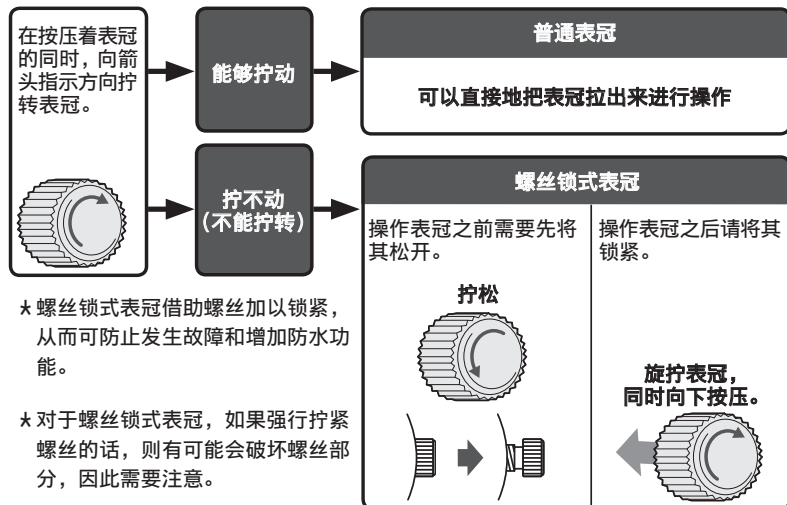 在按压着表冠
的同时，向箭
头指示方向拧
转表冠。
能够拧动
普通表冠
可以直接地把表冠拉出来进行操作
拧不动
（不能拧转）
螺丝锁式表冠
操作表冠之前需要先将
其松开。
拧松
操作表冠之后请将其
锁紧。
旋拧表冠，
同时向下按压。
*螺丝锁式表冠借助螺丝加以锁紧，
从而可防止发生故障和增加防水功
能。
*对于螺丝锁式表冠，如果强行拧紧
螺丝的话，则有可能会破坏螺丝部
分，因此需要注意。